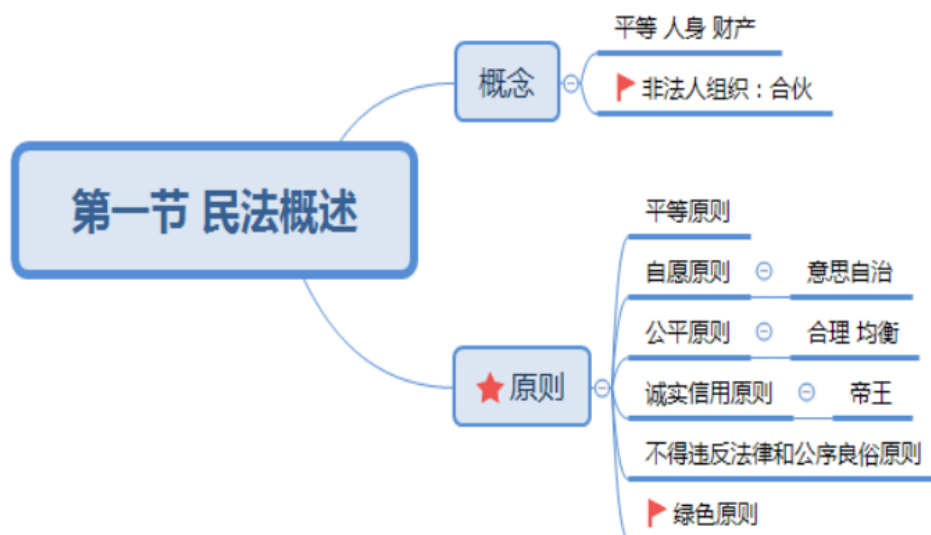 平等 人身 财产
概念
非法人组织：合伙
第一节 民法概述
平等原则
自愿原则
意思自治
公平原则
合理 均衡
原则
诚实信用原则
帝王
不得违反法律和公序良俗原则
绿色原则